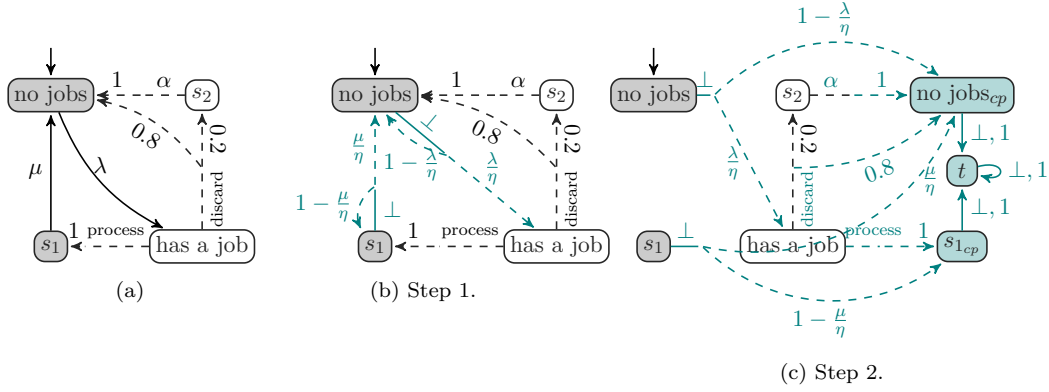 no jobs
1
α
s₂
μ
λ
0.8
0.2
discard
s₁
1
process
has a job
(a)
no jobs
1
α
s₂
⊥
μ/η
1 − λ/η
λ/η
0.8
0.2
discard
1 − μ/η
⊥
s₁
1
process
has a job
(b) Step 1.
1 − λ/η
no jobs
⊥
s₂
α
1
no jobs_cp
λ/η
0.2
0.8
μ/η
⊥, 1
t
⊥, 1
discard
⊥, 1
s₁
⊥
has a job
process
1
s₁_cp
1 − μ/η
(c) Step 2.